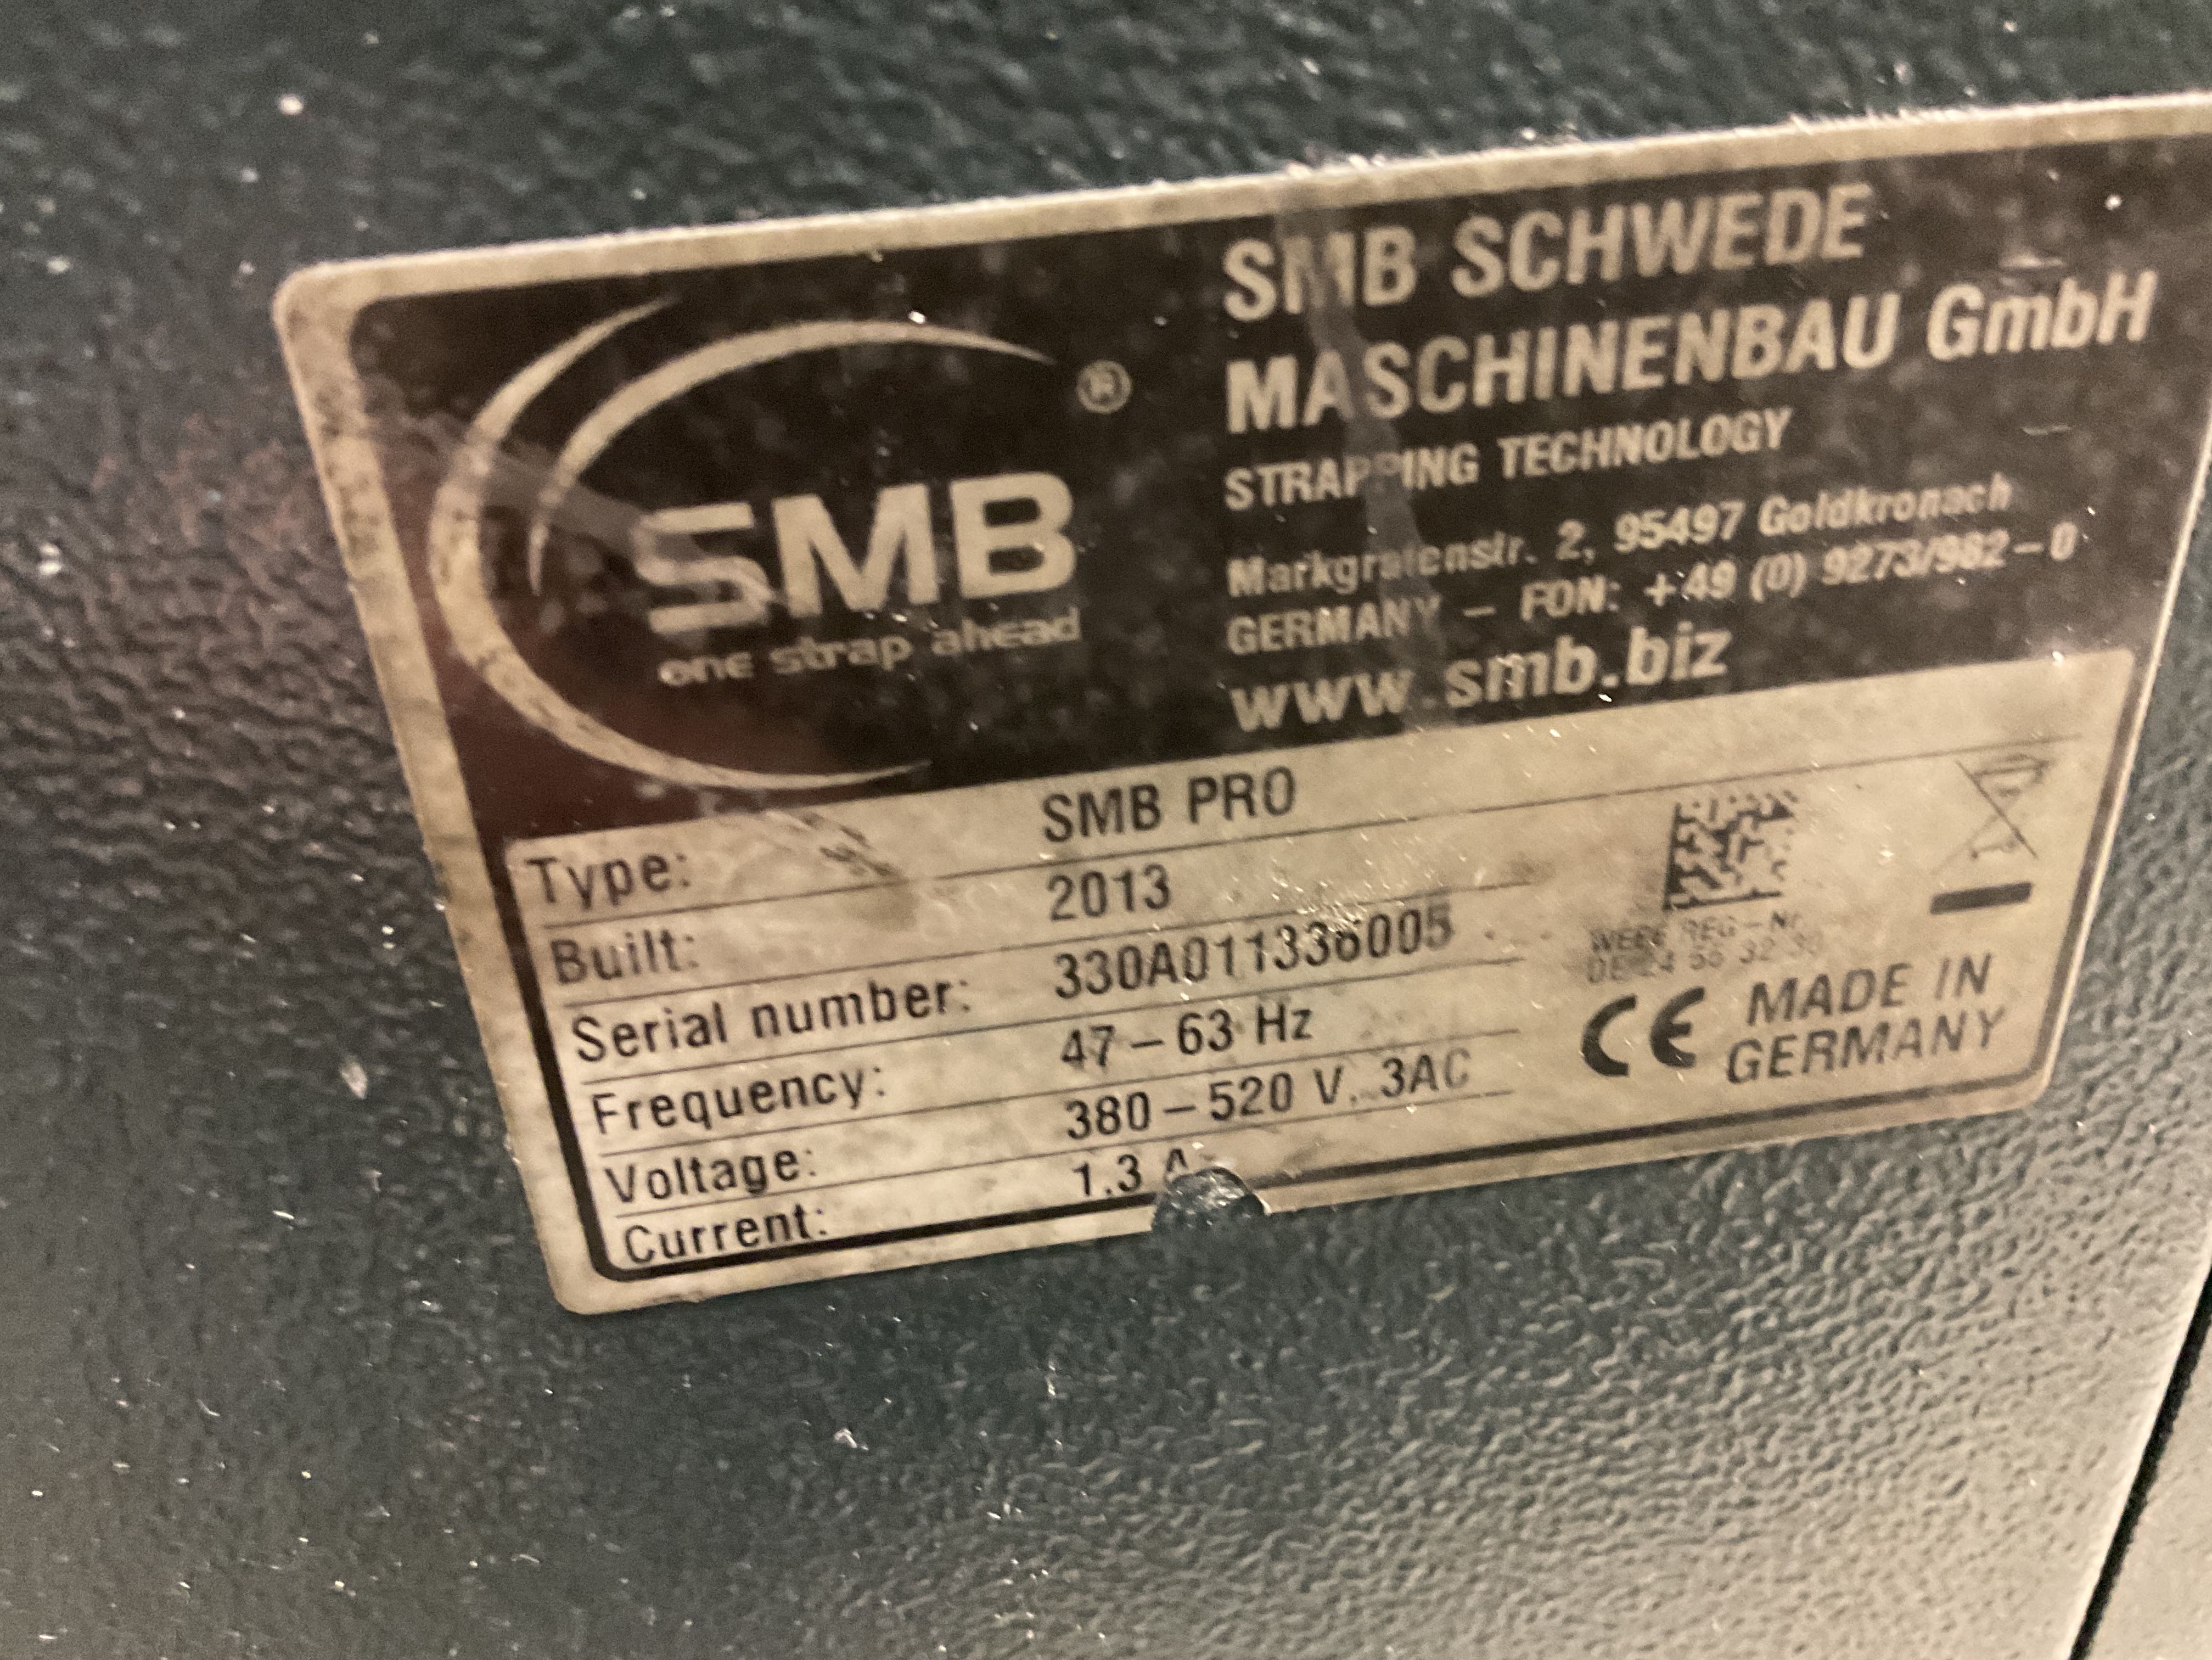 SMB
®
one strap ahead
SMB SCHWEDE
MASCHINENBAU GmbH
STRAPPING TECHNOLOGY
Markgrafenstr. 2, 95497 Goldkronach
GERMANY – FON: +49 (0) 9273/982–0
www.smb.biz
Type: SMB PRO
Built: 2013
Serial number: 330A011336005
Frequency: 47–63 Hz
Voltage: 380–520 V, 3AC
Current: 1.3 A
REG–Nr.
CE MADE IN
GERMANY